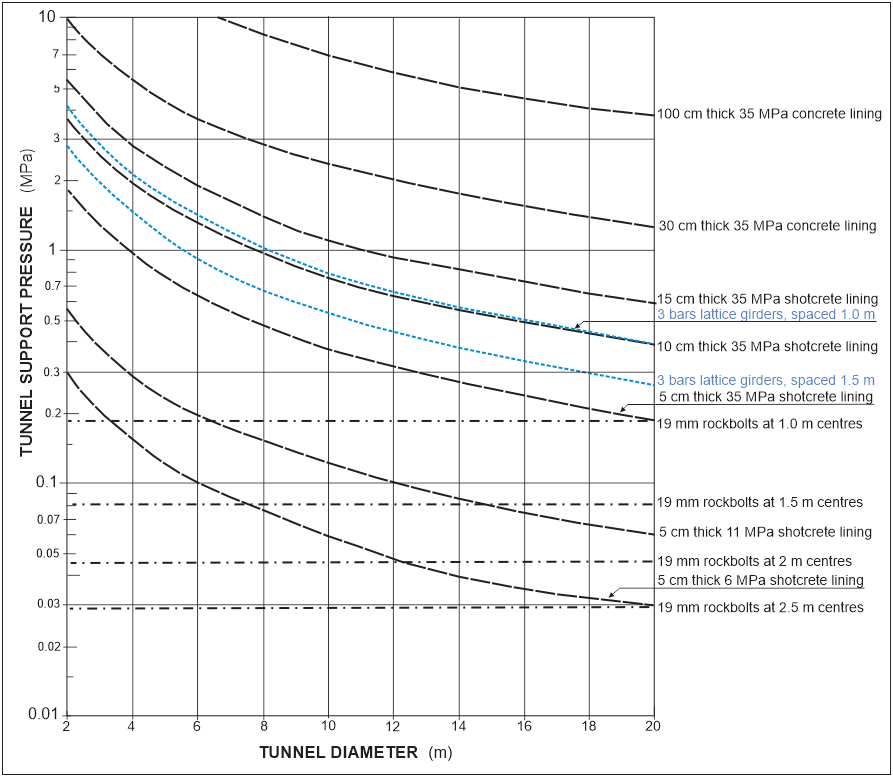 10
7
5
3
2
1
0.7
0.5
0.3
0.2
0.1
0.07
0.05
0.03
0.02
0.01
TUNNEL SUPPORT PRESSURE (MPa)
100 cm thick 35 MPa concrete lining
30 cm thick 35 MPa concrete lining
15 cm thick 35 MPa shotcrete lining
3 bars lattice girders, spaced 1.0 m
10 cm thick 35 MPa shotcrete lining
3 bars lattice girders, spaced 1.5 m
5 cm thick 35 MPa shotcrete lining
19 mm rockbolts at 1.0 m centres
19 mm rockbolts at 1.5 m centres
5 cm thick 11 MPa shotcrete lining
19 mm rockbolts at 2 m centres
5 cm thick 6 MPa shotcrete lining
19 mm rockbolts at 2.5 m centres
2 4 6 8 10 12 14 16 18 20
TUNNEL DIAMETER (m)